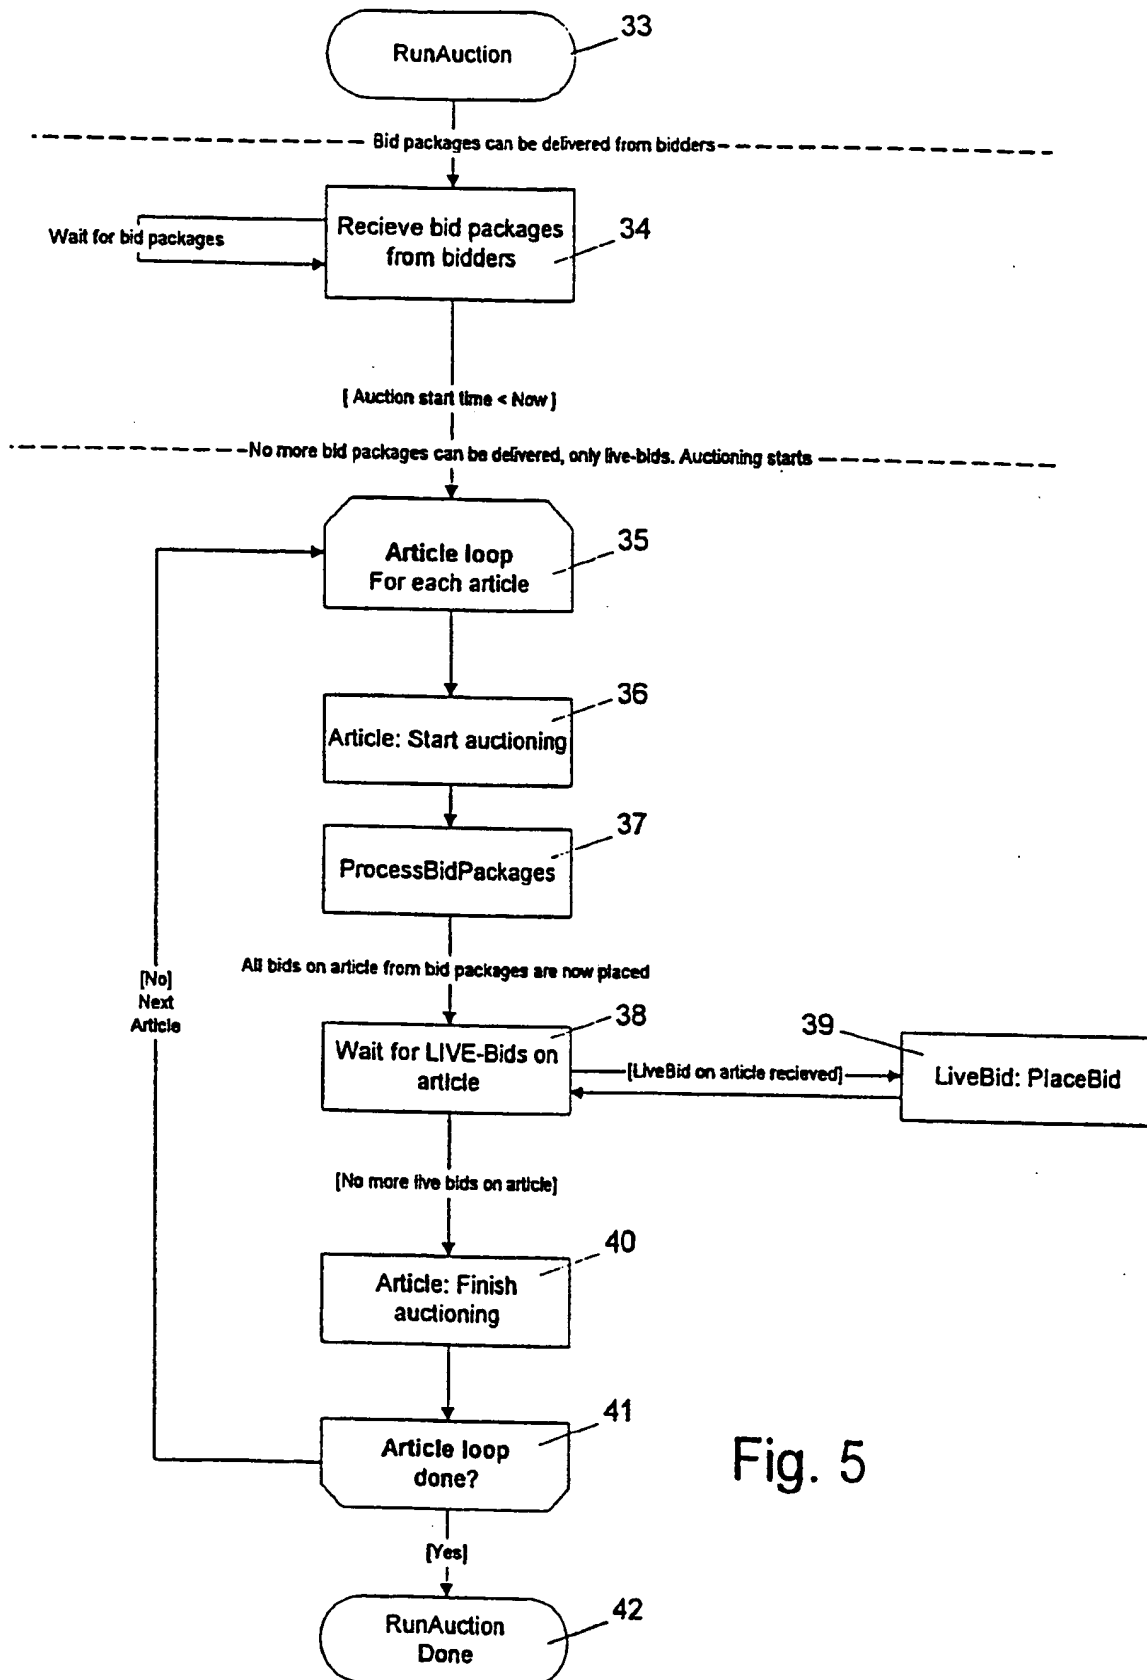 33
RunAuction
Bid packages can be delivered from bidders
Recieve bid packages
from bidders
34
Wait for bid packages
[ Auction start time < Now ]
No more bid packages can be delivered, only live-bids. Auctioning starts
35
Article loop
For each article
36
Article: Start auctioning
37
ProcessBidPackages
All bids on article from bid packages are now placed
[No]
Next
Article
38
Wait for LIVE-Bids on
article
[LiveBid on article recieved]
39
LiveBid: PlaceBid
[No more live bids on article]
40
Article: Finish
auctioning
41
Article loop
done?
Fig. 5
[Yes]
42
RunAuction
Done